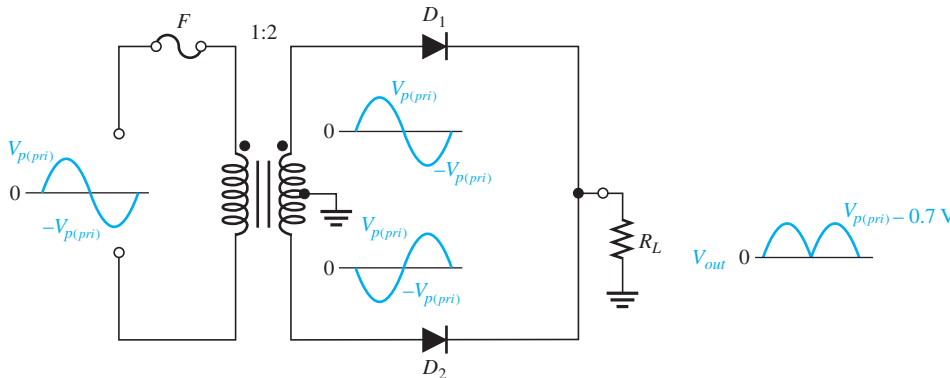 F
1:2
D1
Vp(pri)
0
–Vp(pri)
Vp(pri)
0
–Vp(pri)
Vp(pri)
0
–Vp(pri)
RL
Vp(pri) – 0.7 V
Vout 0
D2